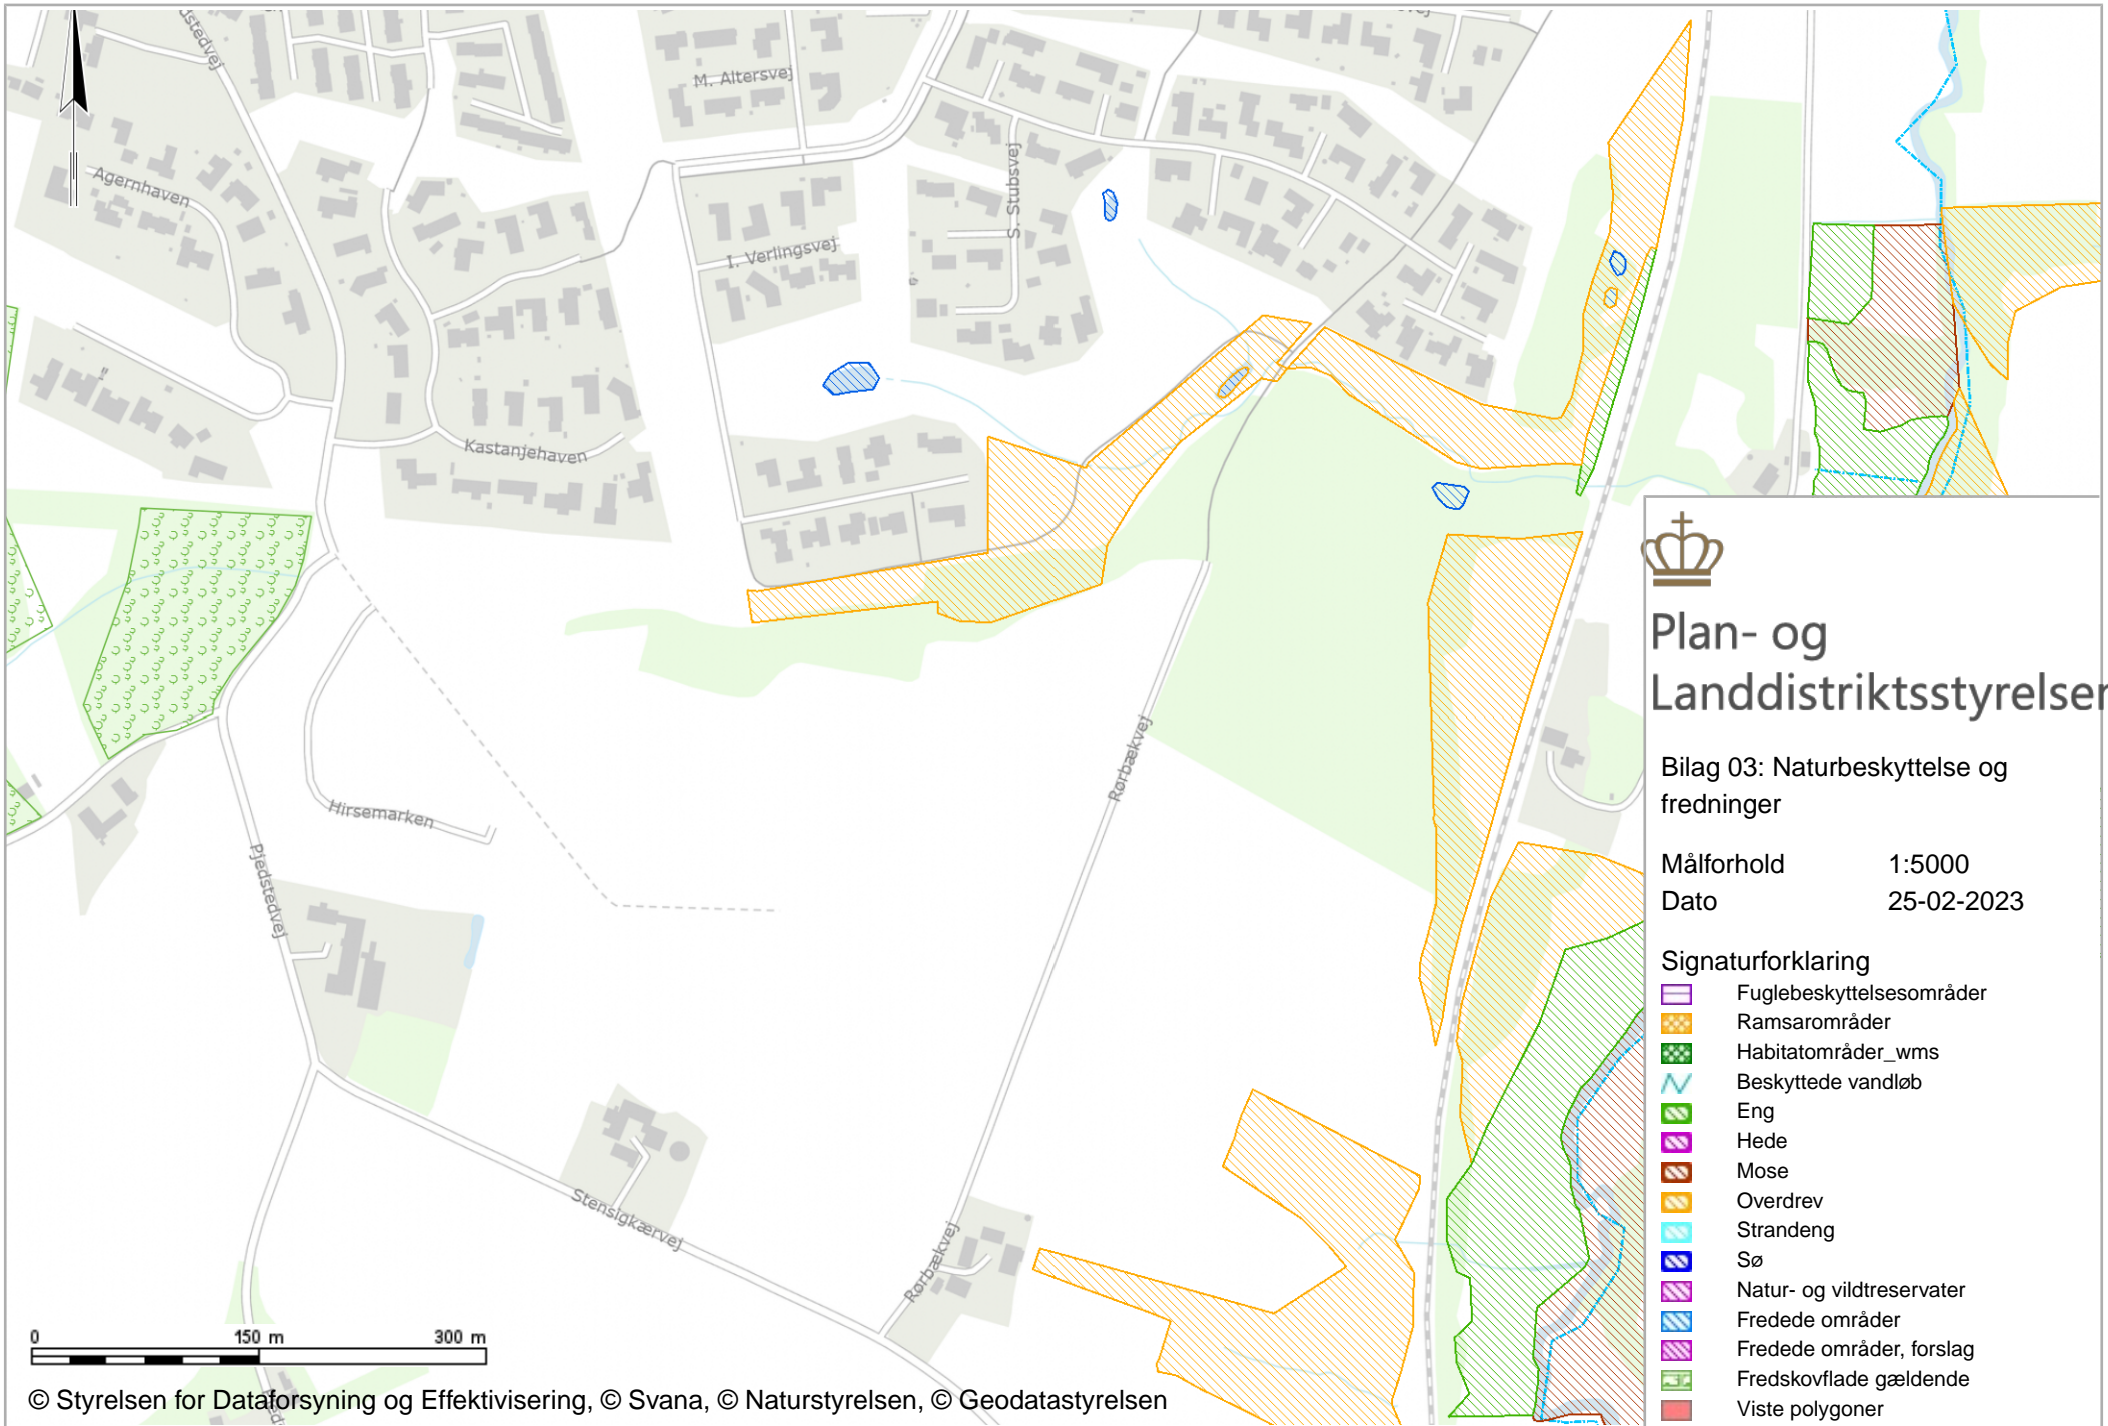 M. Altersvej
Agernhaven
S. Stubsvej
I. Verlingsvej
Kastanjehaven
Rorbækvej
Hirsemarken
Pjedstedvej
Stensigkærvej
Rorbækvej
0 150 m 300 m
© Styrelsen for Dataforsyning og Effektivisering, © Svana, © Naturstyrelsen, © Geodatastyrelsen
Plan- og
Landdistriktsstyrelsen
Bilag 03: Naturbeskyttelse og
fredninger
Målforhold 1:5000
Dato 25-02-2023
Signaturforklaring
Fuglebeskyttelsesområder
Ramsarområder
Habitatområder_wms
Beskyttede vandløb
Eng
Hede
Mose
Overdrev
Strandeng
Sø
Natur- og vildtreservater
Fredede områder
Fredede områder, forslag
Fredskovflade gældende
Viste polygoner